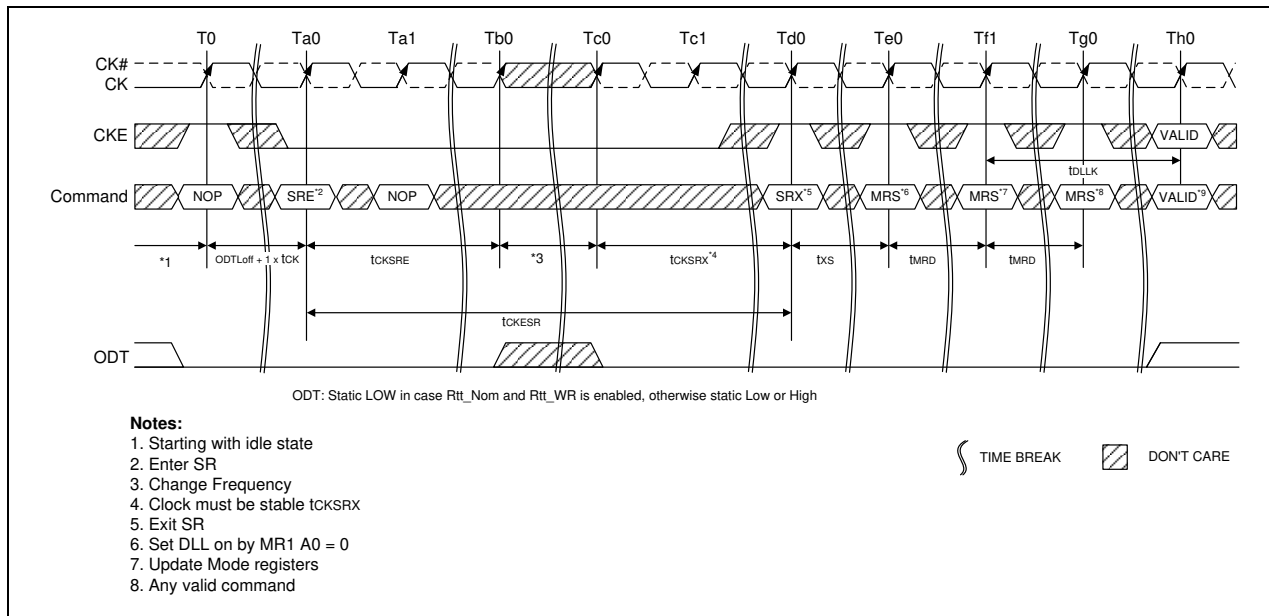 T0 Ta0 Ta1 Tb0 Tc0 Tc1 Td0 Te0 Tf1 Tg0 Th0
CK#
CK
CKE VALID
tDLLK
Command NOP SRE*2 NOP SRX*5 MRS*6 MRS*7 MRS*8 VALID*9
*1 ODTLoff + 1 x tCK tCKSRE *3 tCKSRX*4 tXS tMRD tMRD
tCKESR
ODT
ODT: Static LOW in case Rtt_Nom and Rtt_WR is enabled, otherwise static Low or High
Notes:
1. Starting with idle state
2. Enter SR
3. Change Frequency
4. Clock must be stable tCKSRX
5. Exit SR
6. Set DLL on by MR1 A0 = 0
7. Update Mode registers
8. Any valid command
TIME BREAK DON'T CARE